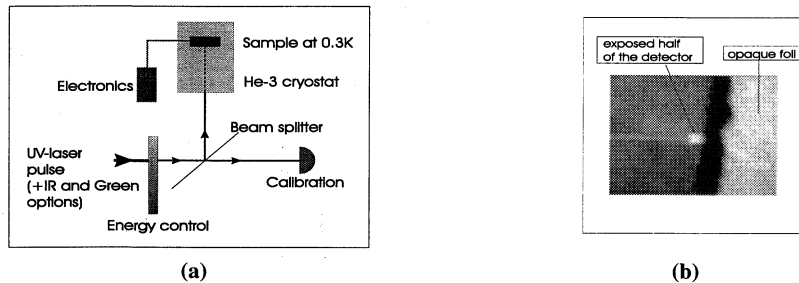 Sample at 0.3K
Electronics
He-3 cryostat
Beam splitter
UV-laser
pulse
(+IR and Green
options)
Calibration
Energy control
(a)
exposed half
of the detector
opaque foil
(b)